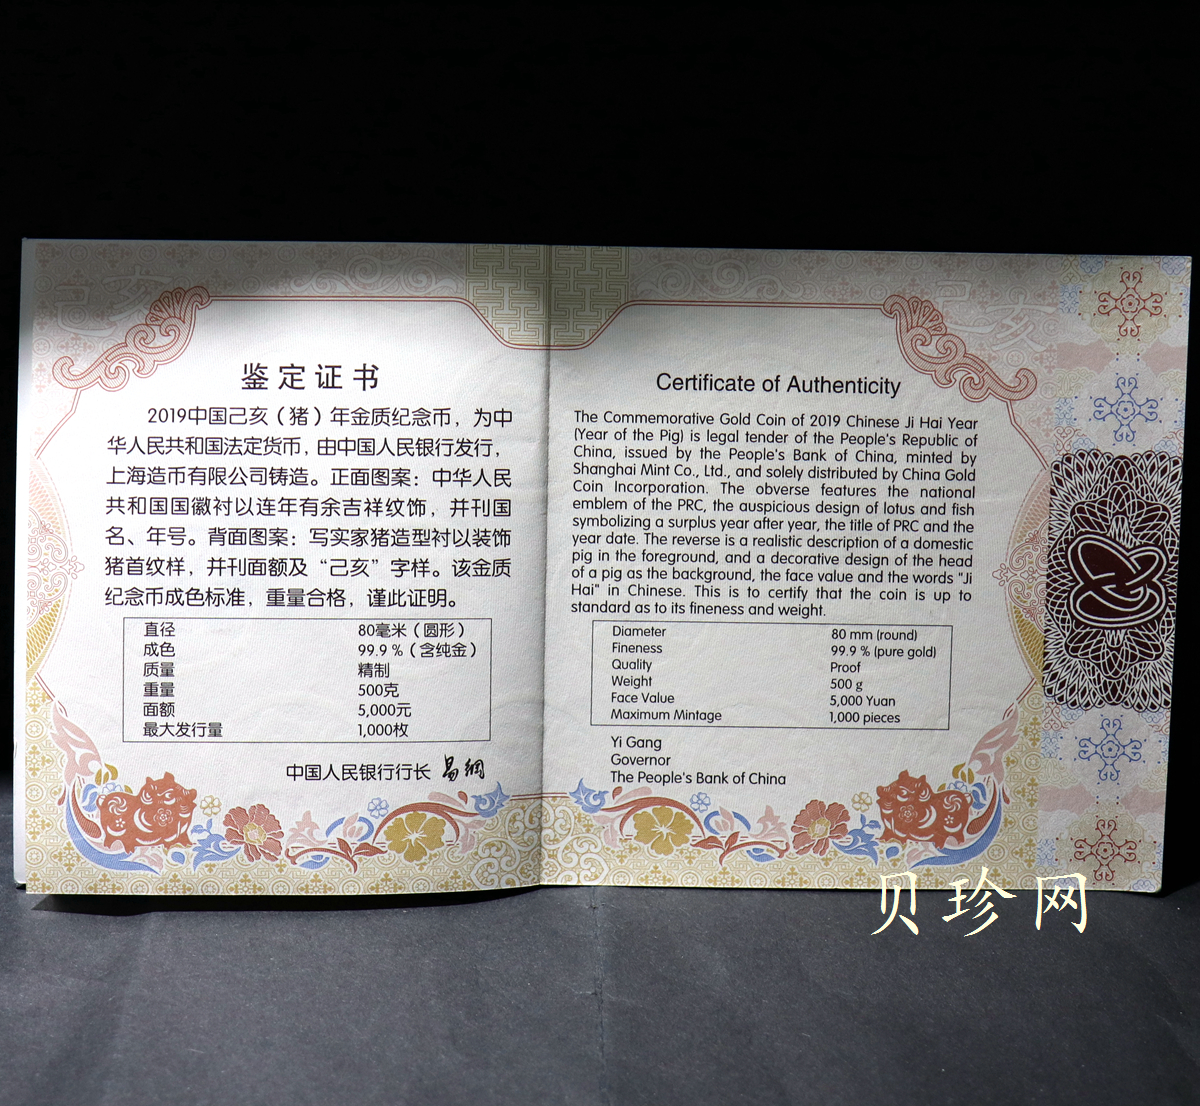 鉴定证书
2019中国己亥（猪）年金质纪念币，为中
华人民共和国法定货币，由中国人民银行发行，
上海造币有限公司铸造。正面图案：中华人民
共和国国徽衬以连年有余吉祥纹饰，并刊国
名、年号。背面图案：写实家猪造型衬以装饰
猪首纹样，并刊面额及“己亥”字样。该金质
纪念币成色标准，重量合格，谨此证明。
直径 80毫米（圆形）
成色 99.9％（含纯金）
质量 精制
重量 500克
面额 5,000元
最大发行量 1,000枚
中国人民银行行长 易纲
Certificate of Authenticity
The Commemorative Gold Coin of 2019 Chinese Ji Hai Year
(Year of the Pig) is legal tender of the People's Republic of
China, issued by the People's Bank of China, minted by
Shanghai Mint Co., Ltd., and solely distributed by China Gold
Coin Incorporation. The obverse features the national
emblem of the PRC, the auspicious design of lotus and fish
symbolizing a surplus year after year, the title of PRC and the
year date. The reverse is a realistic description of a domestic
pig in the foreground, and a decorative design of the head
of a pig as the background, the face value and the words "Ji
Hai" in Chinese. This is to certify that the coin is up to
standard as to its fineness and weight.
Diameter 80 mm (round)
Fineness 99.9 % (pure gold)
Quality Proof
Weight 500 g
Face Value 5,000 Yuan
Maximum Mintage 1,000 pieces
Yi Gang
Governor
The People's Bank of China
己亥
己亥
贝珍网